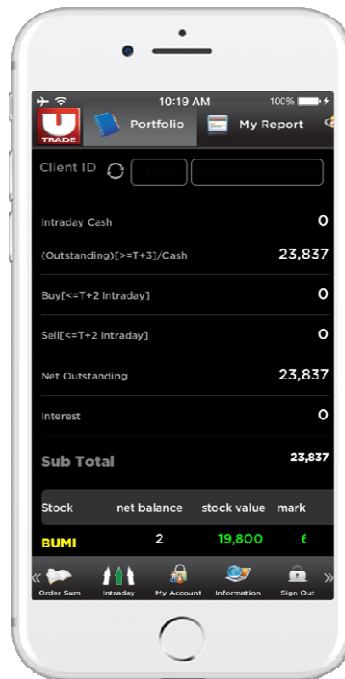 10:19 AM 100%
U TRADE Portfolio My Report
Client ID
Intraday Cash 0
(Outstanding)[>=T+3]/Cash 23,837
Buy[<=T+2 Intraday] 0
Sell[<=T+2 Intraday] 0
Net Outstanding 23,837
Interest 0
Sub Total 23,837
Stock net balance stock value mark
BUMI 2 19,800
« Order Sum Intraday My Account Information Sign Out »